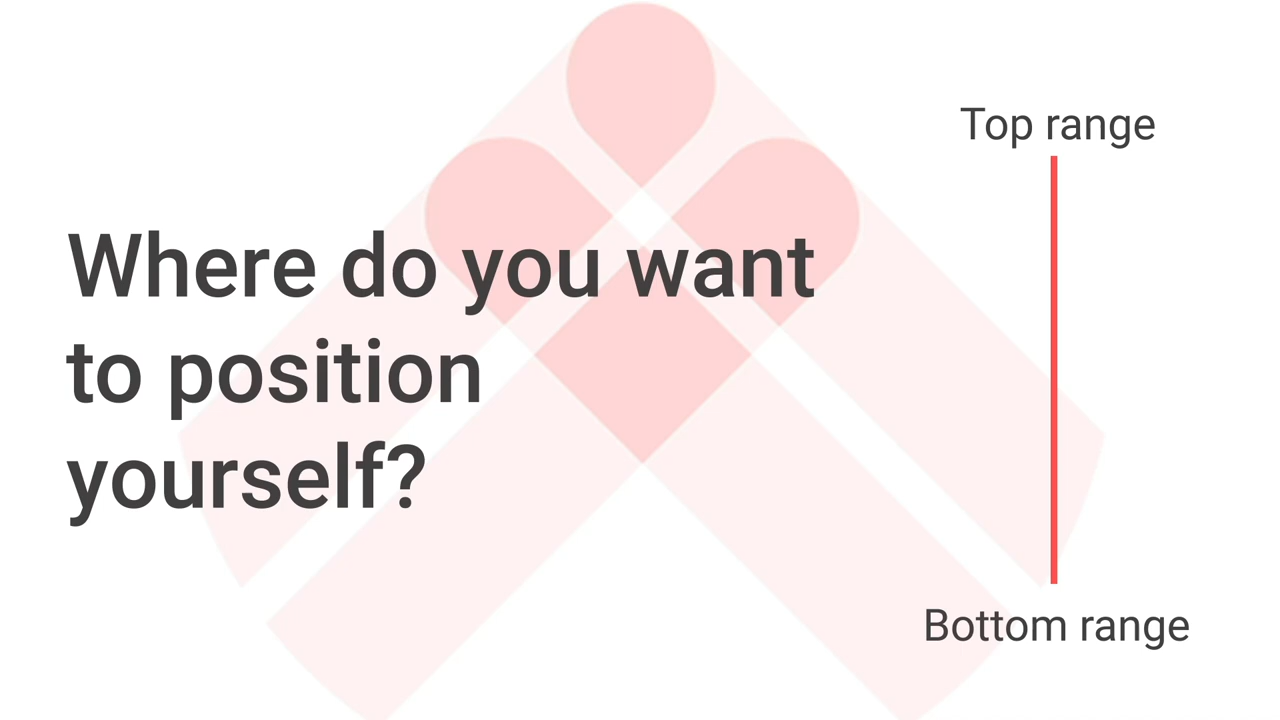 Where do you want
to position
yourself?
Top range
Bottom range